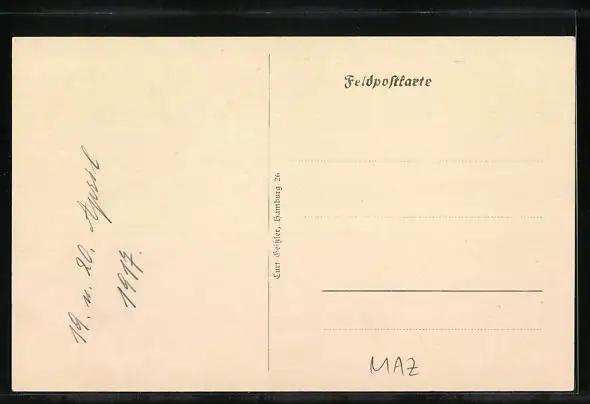 19. u. 20. April
1917.
Curt Geißler, Hamburg 26
Feldpostkarte
MAZ